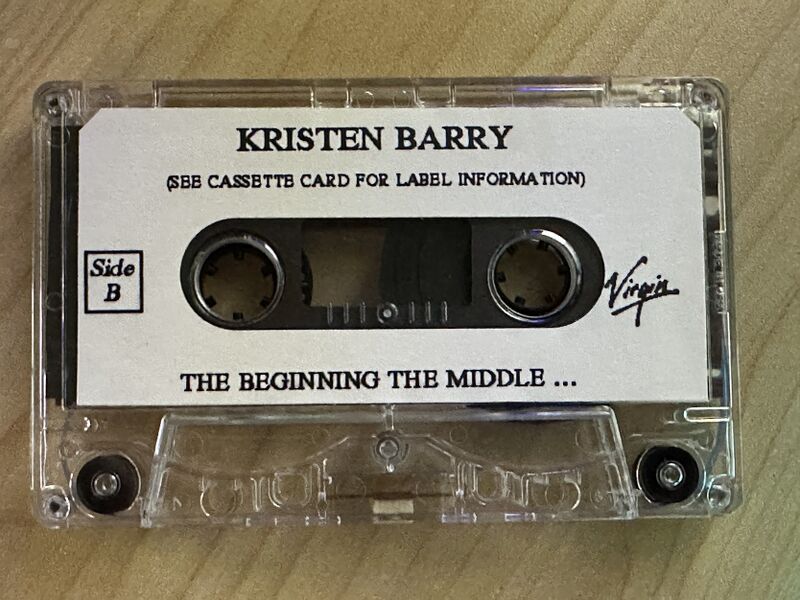 KRISTEN BARRY
(SEE CASSETTE CARD FOR LABEL INFORMATION)
Side
B
Virgin
THE BEGINNING THE MIDDLE ...